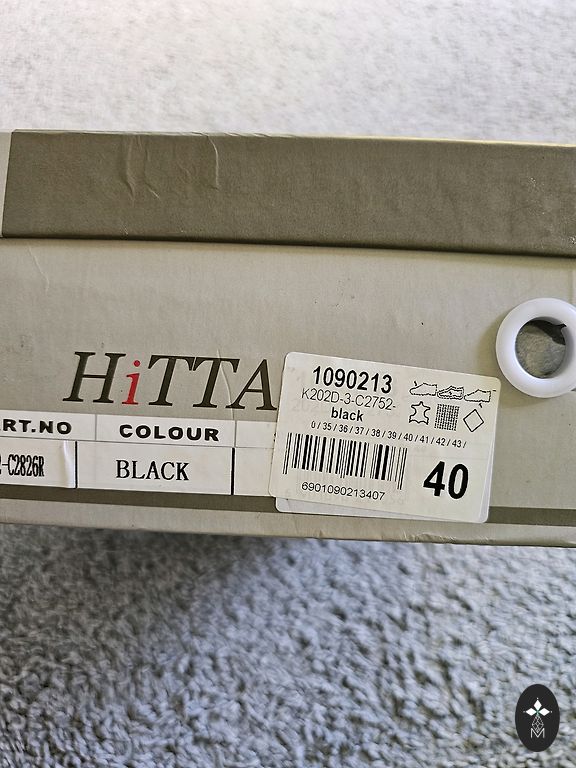 HiTTA
1090213
K202D-3-C2752-
black
0 / 35 / 36 / 37 / 38 / 39 / 40 / 41 / 42 / 43 /
6901090213407
40
RT.NO COLOUR
-C2826R BLACK
M